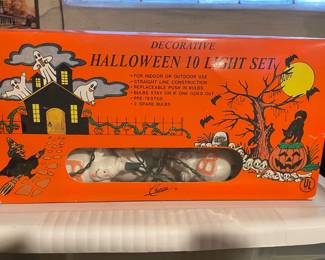 DECORATIVE
HALLOWEEN 10 LIGHT SET
• FOR INDOOR OR OUTDOOR USE
• STRAIGHT LINE CONSTRUCTION
• REPLACEABLE PUSH IN BULBS
• BULBS STAY ON IF ONE GOES OUT
• PRE-TESTED
• 2 SPARE BULBS
UL